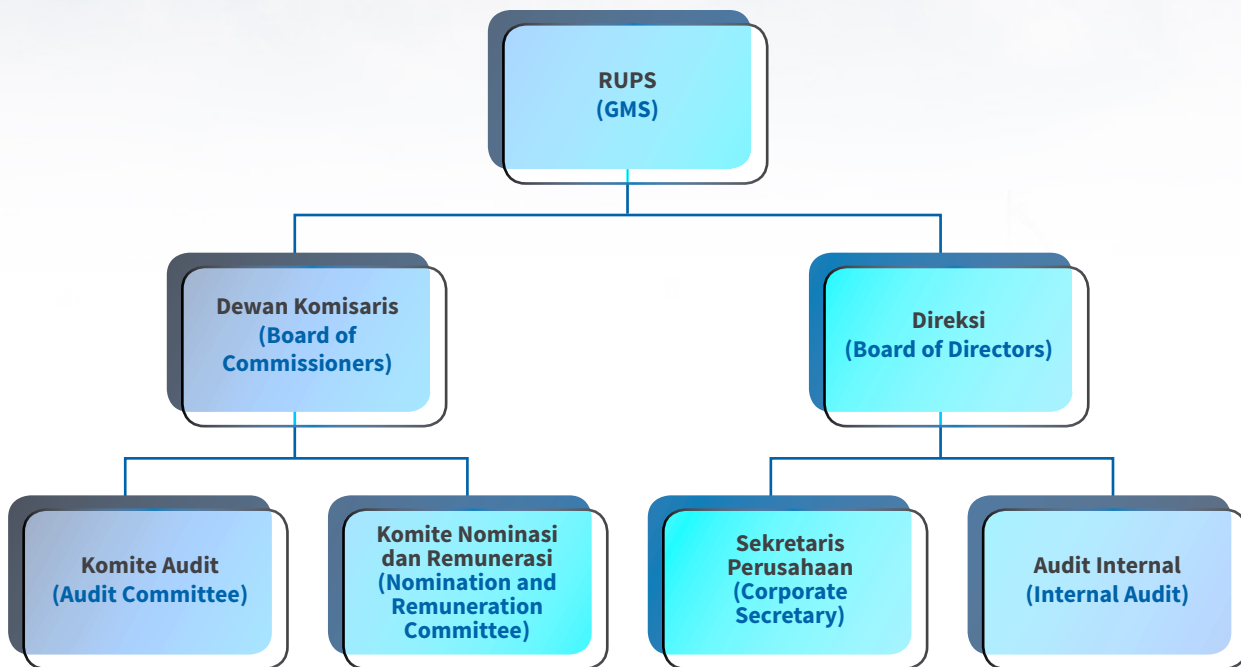 RUPS
(GMS)
Dewan Komisaris
(Board of
Commissioners)
Direksi
(Board of Directors)
Komite Audit
(Audit Committee)
Komite Nominasi
dan Remunerasi
(Nomination and
Remuneration
Committee)
Sekretaris
Perusahaan
(Corporate
Secretary)
Audit Internal
(Internal Audit)